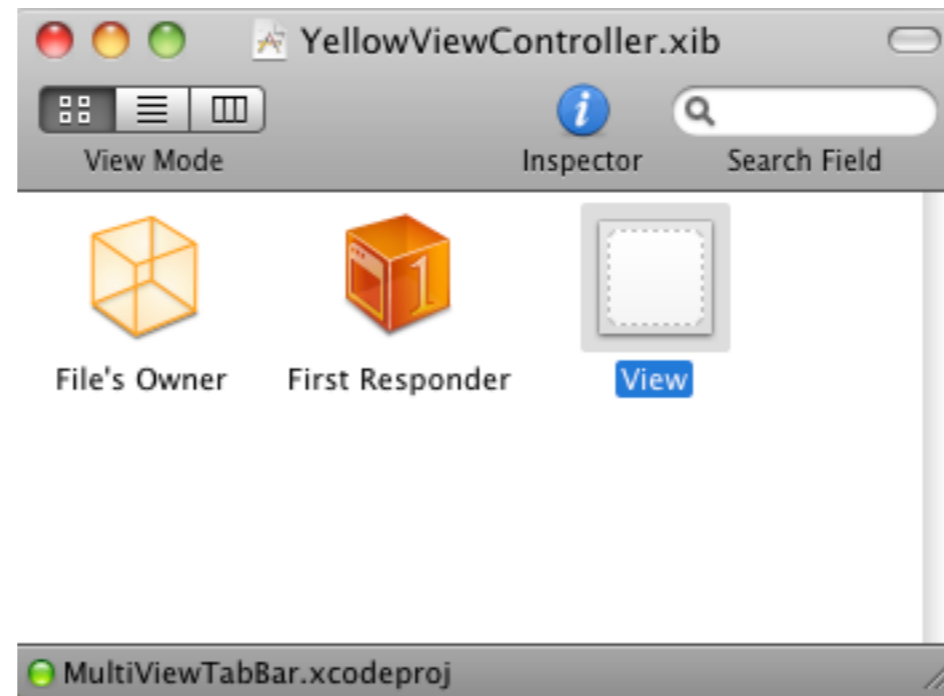 YellowViewController.xib
View Mode
Inspector
Search Field
File's Owner
First Responder
View
MultiViewTabBar.xcodeproj